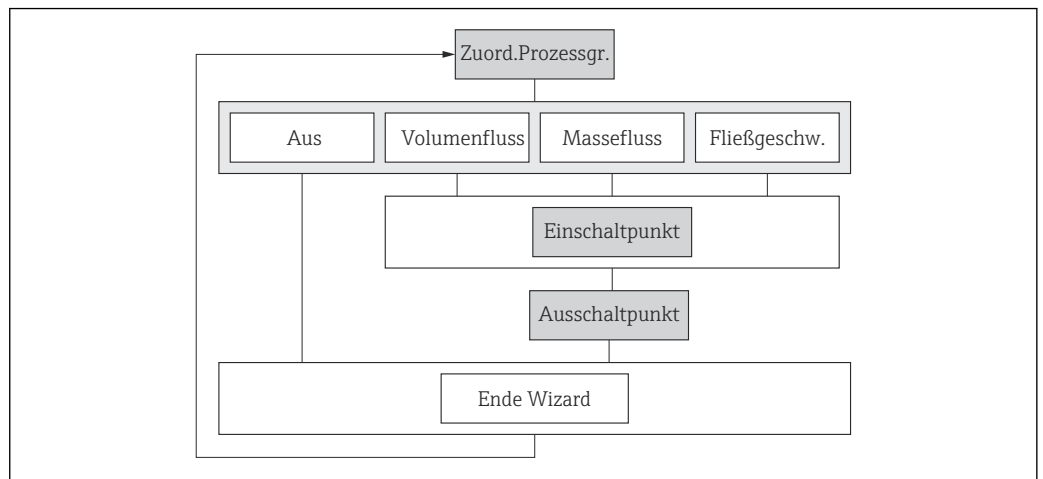 Zuord.Prozessgr.
Aus
Volumenfluss
Massefluss
Fließgeschw.
Einschaltpunkt
Ausschaltpunkt
Ende Wizard